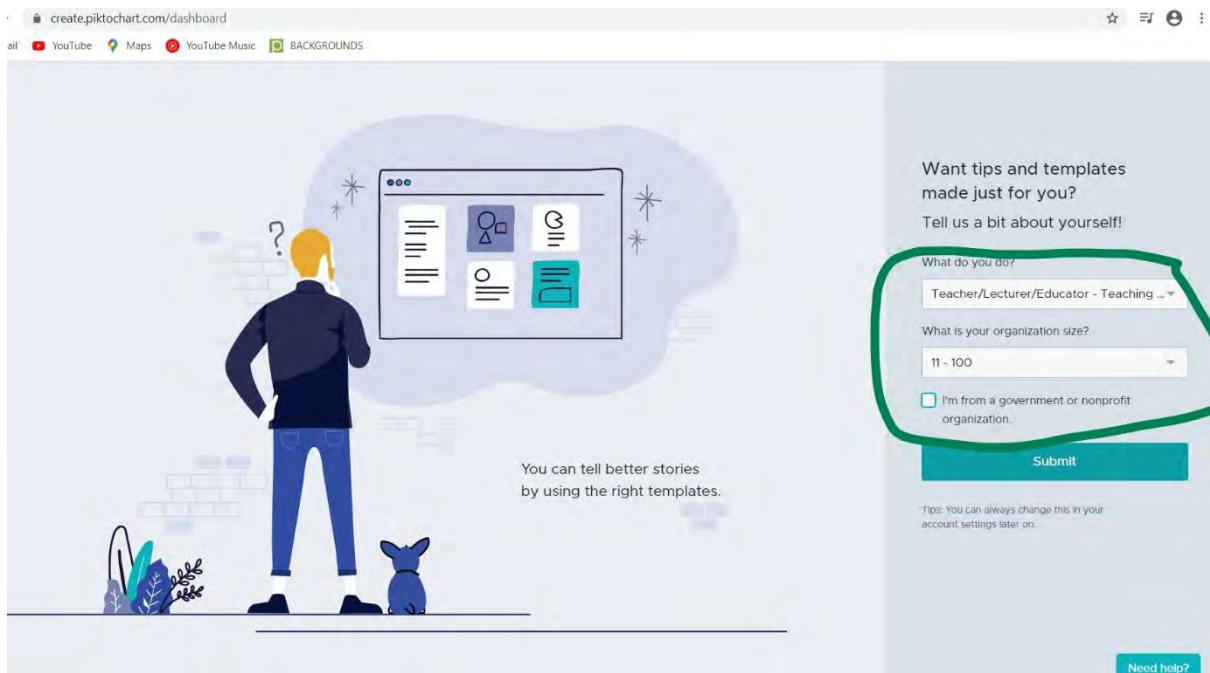 create.piktochart.com/dashboard
ail YouTube Maps YouTube Music BACKGROUNDS
Want tips and templates
made just for you?
Tell us a bit about yourself!
What do you do?
Teacher/Lecturer/Educator - Teaching ...
What is your organization size?
11 - 100
I'm from a government or nonprofit
organization.
Submit
You can tell better stories
by using the right templates.
Tips: You can always change this in your
account settings later on.
Need help?